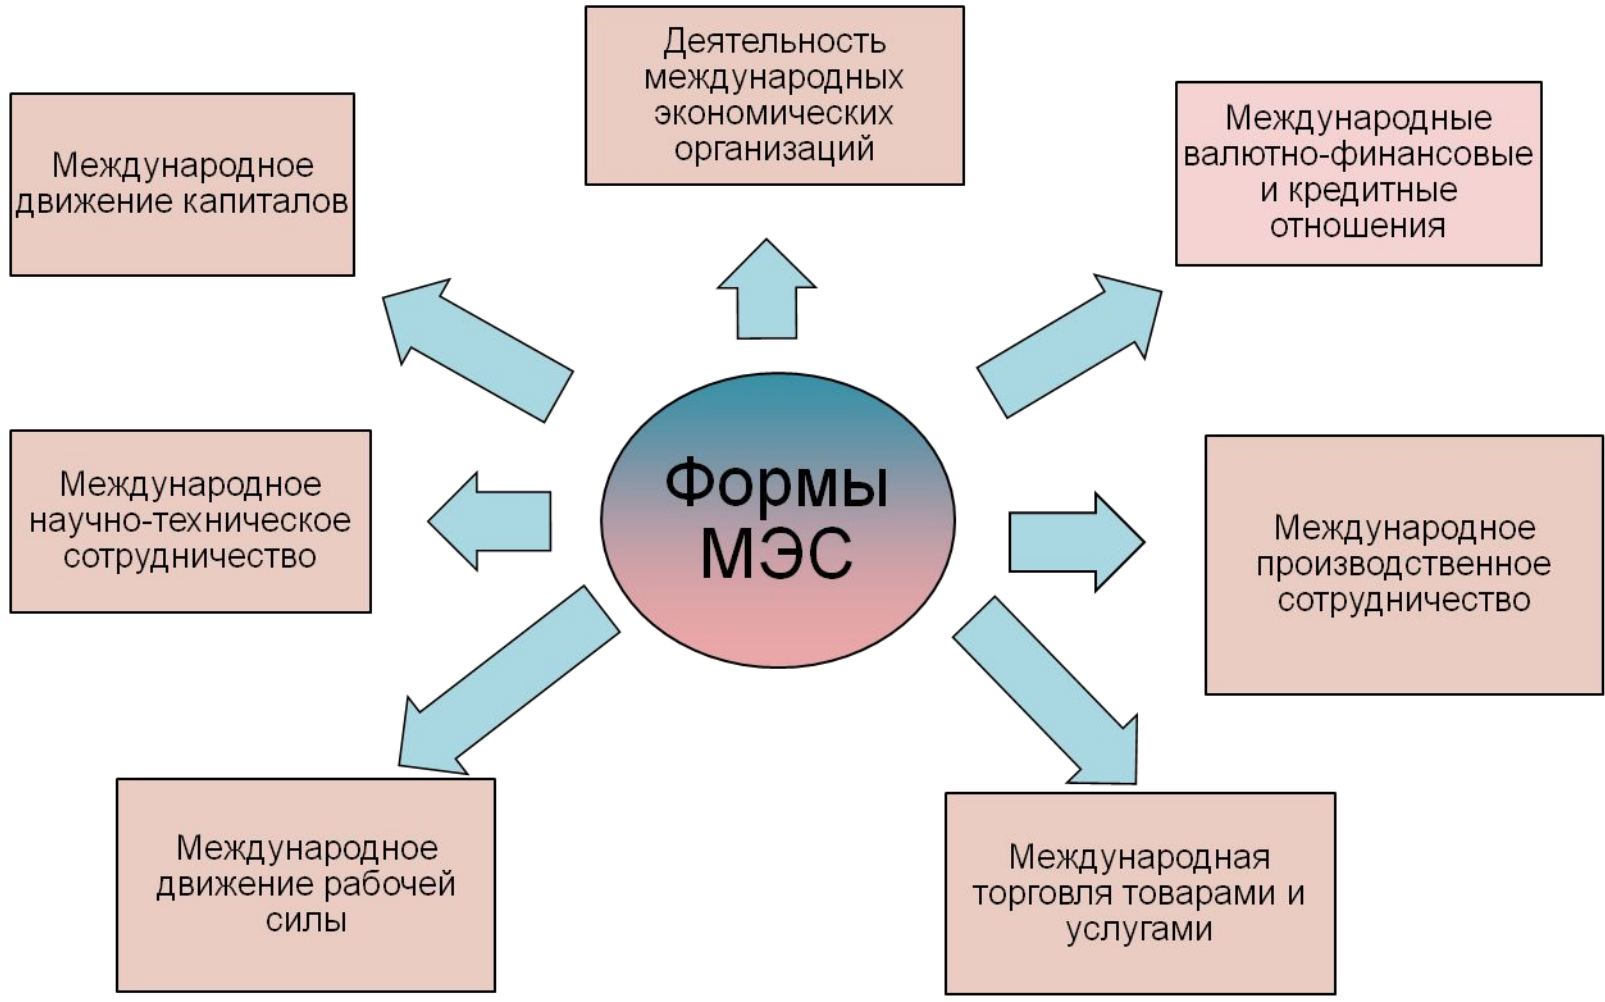 Деятельность
международных
экономических
организаций
Международные
валютно-финансовые
и кредитные
отношения
Международное
движение капиталов
Формы
МЭС
Международное
научно-техническое
сотрудничество
Международное
производственное
сотрудничество
Международное
движение рабочей
силы
Международная
торговля товарами и
услугами